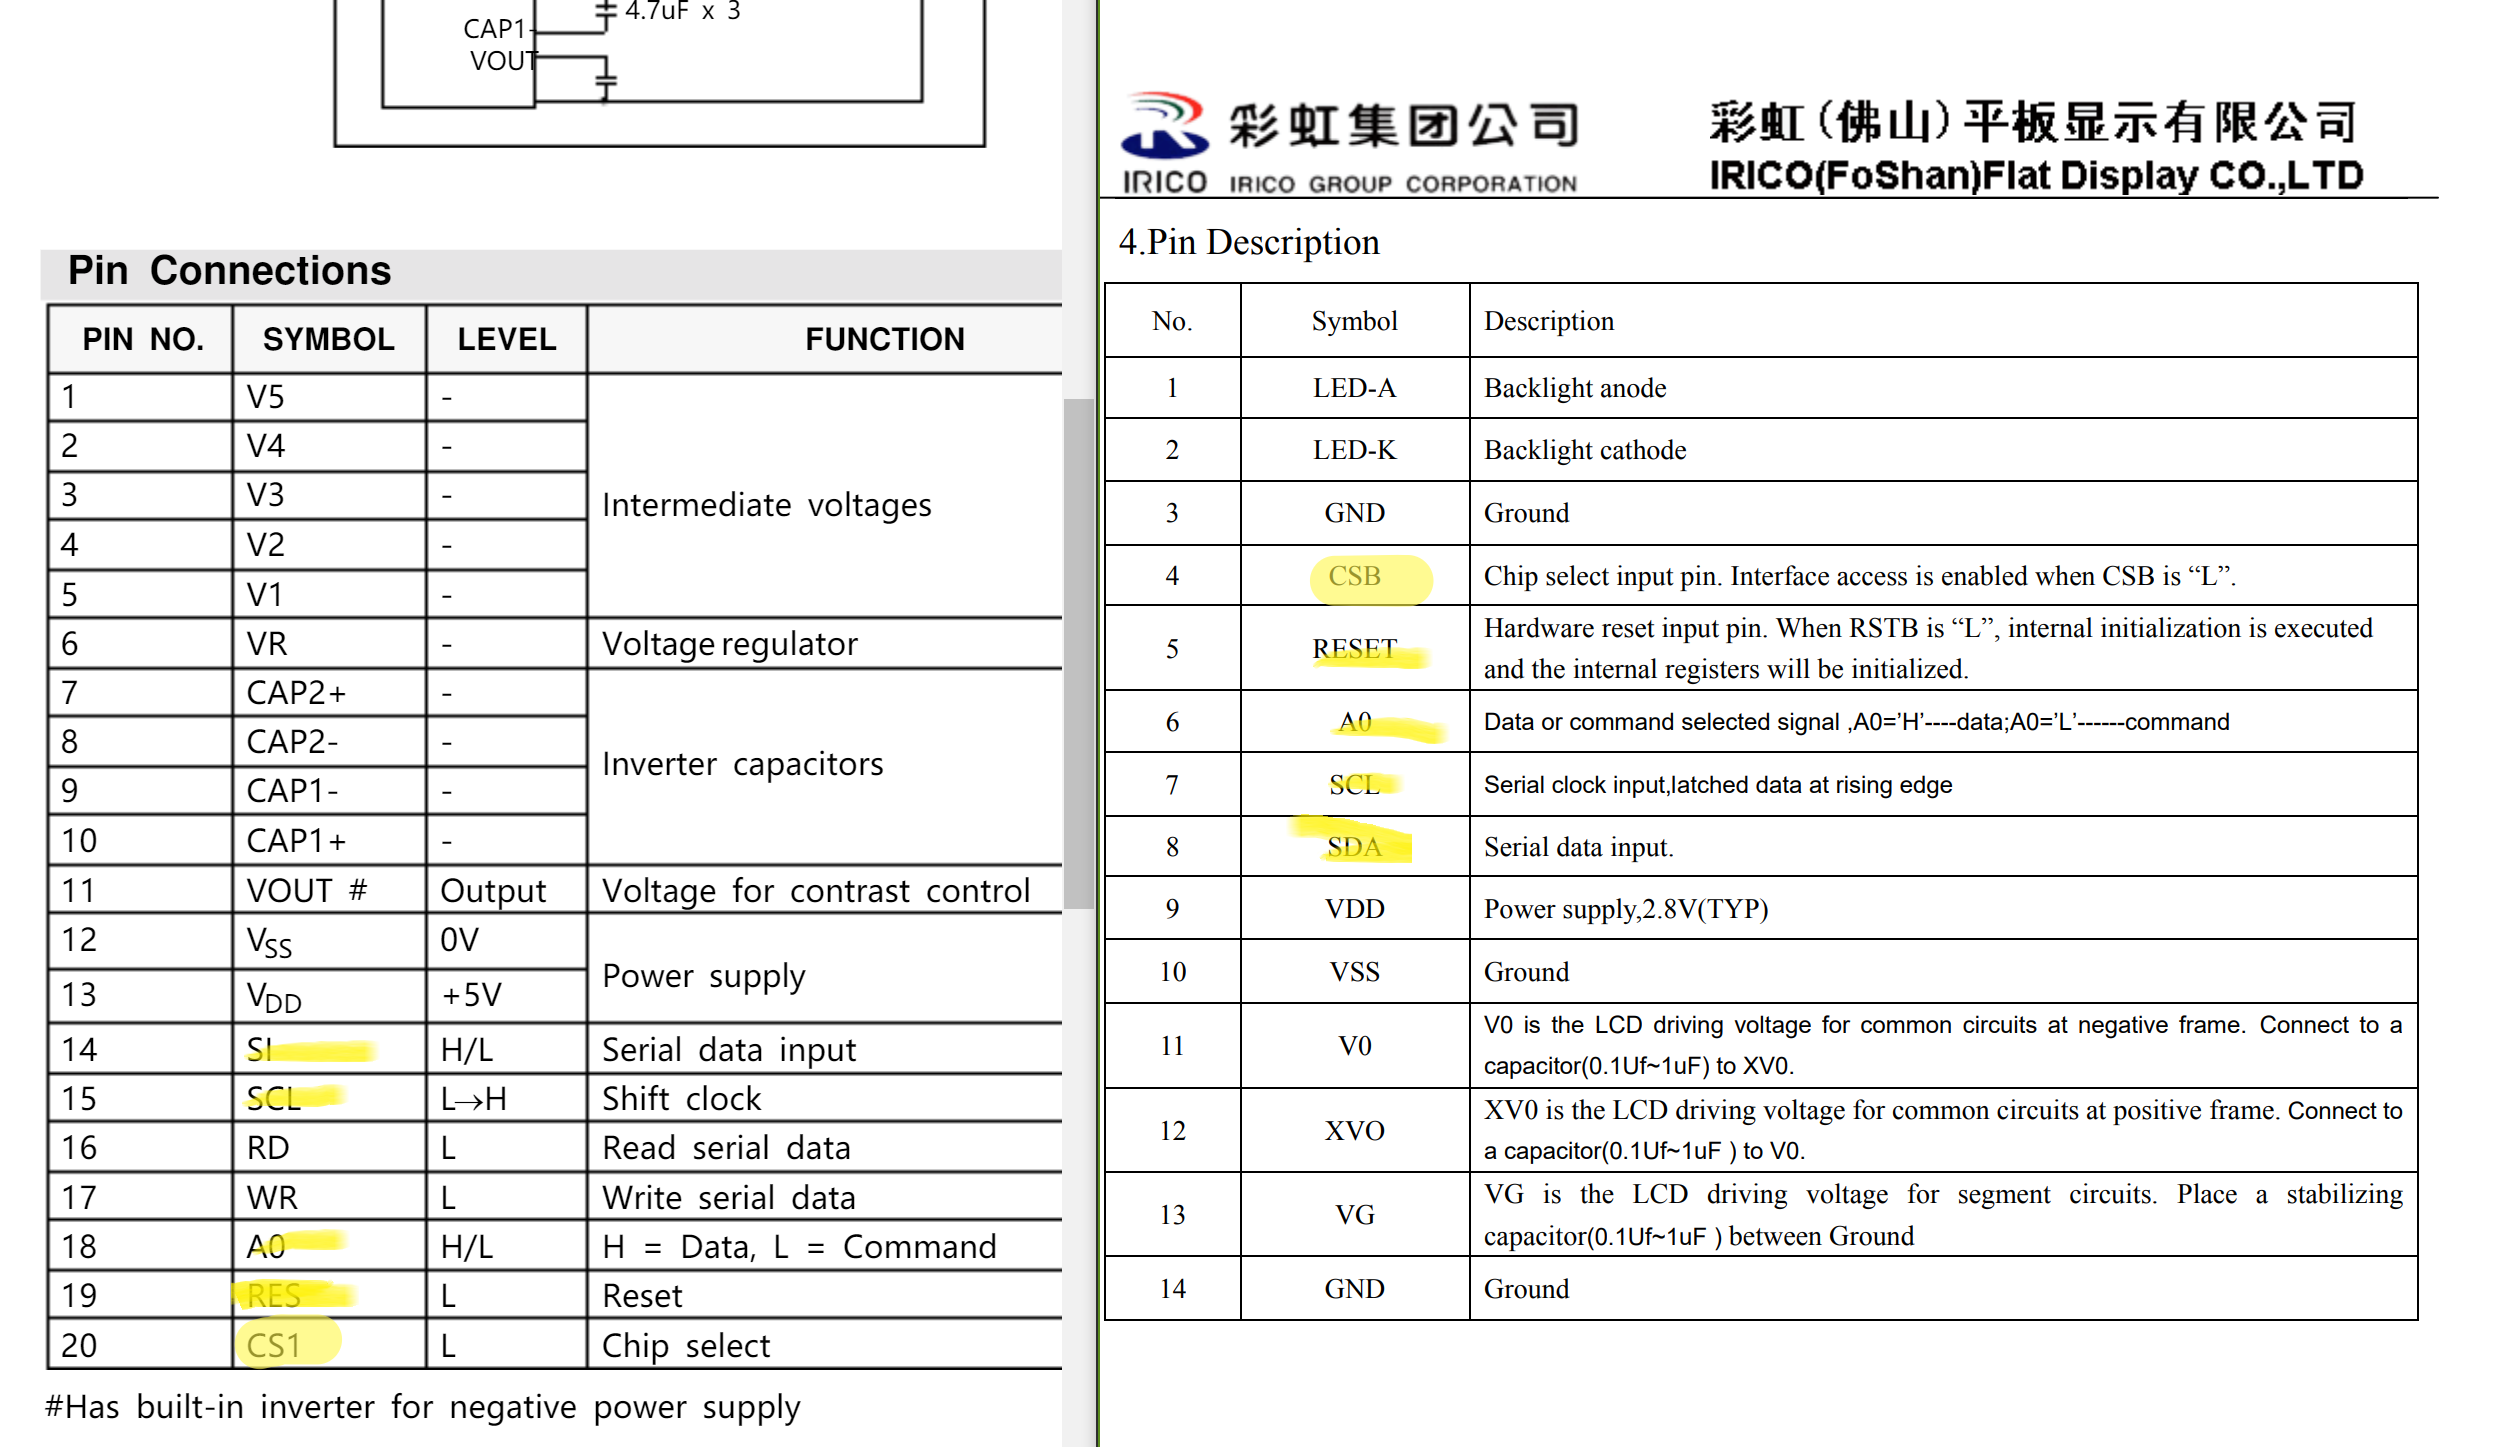 CAP1-
4.7uF x 3
VOUT
Pin Connections
PIN NO. SYMBOL LEVEL FUNCTION
1 V5 -
2 V4 -
3 V3 -
Intermediate voltages
4 V2 -
5 V1 -
6 VR - Voltage regulator
7 CAP2+ -
8 CAP2- -
Inverter capacitors
9 CAP1- -
10 CAP1+ -
11 VOUT # Output Voltage for contrast control
12 VSS 0V
Power supply
13 VDD +5V
14 SI H/L Serial data input
15 SCL L→H Shift clock
16 RD L Read serial data
17 WR L Write serial data
18 A0 H/L H = Data, L = Command
19 RES L Reset
20 CS1 L Chip select
#Has built-in inverter for negative power supply
彩虹集团公司
IRICO IRICO GROUP CORPORATION
彩虹(佛山)平板显示有限公司
IRICO(FoShan)Flat Display CO.,LTD
4.Pin Description
No. Symbol Description
1 LED-A Backlight anode
2 LED-K Backlight cathode
3 GND Ground
4 CSB Chip select input pin. Interface access is enabled when CSB is “L”.
5 RESET Hardware reset input pin. When RSTB is “L”, internal initialization is executed
and the internal registers will be initialized.
6 A0 Data or command selected signal ,A0=’H’----data;A0=’L’------command
7 SCL Serial clock input,latched data at rising edge
8 SDA Serial data input.
9 VDD Power supply,2.8V(TYP)
10 VSS Ground
11 V0 V0 is the LCD driving voltage for common circuits at negative frame. Connect to a
capacitor(0.1Uf~1uF) to XV0.
12 XVO XV0 is the LCD driving voltage for common circuits at positive frame. Connect to
a capacitor(0.1Uf~1uF ) to V0.
13 VG VG is the LCD driving voltage for segment circuits. Place a stabilizing
capacitor(0.1Uf~1uF ) between Ground
14 GND Ground